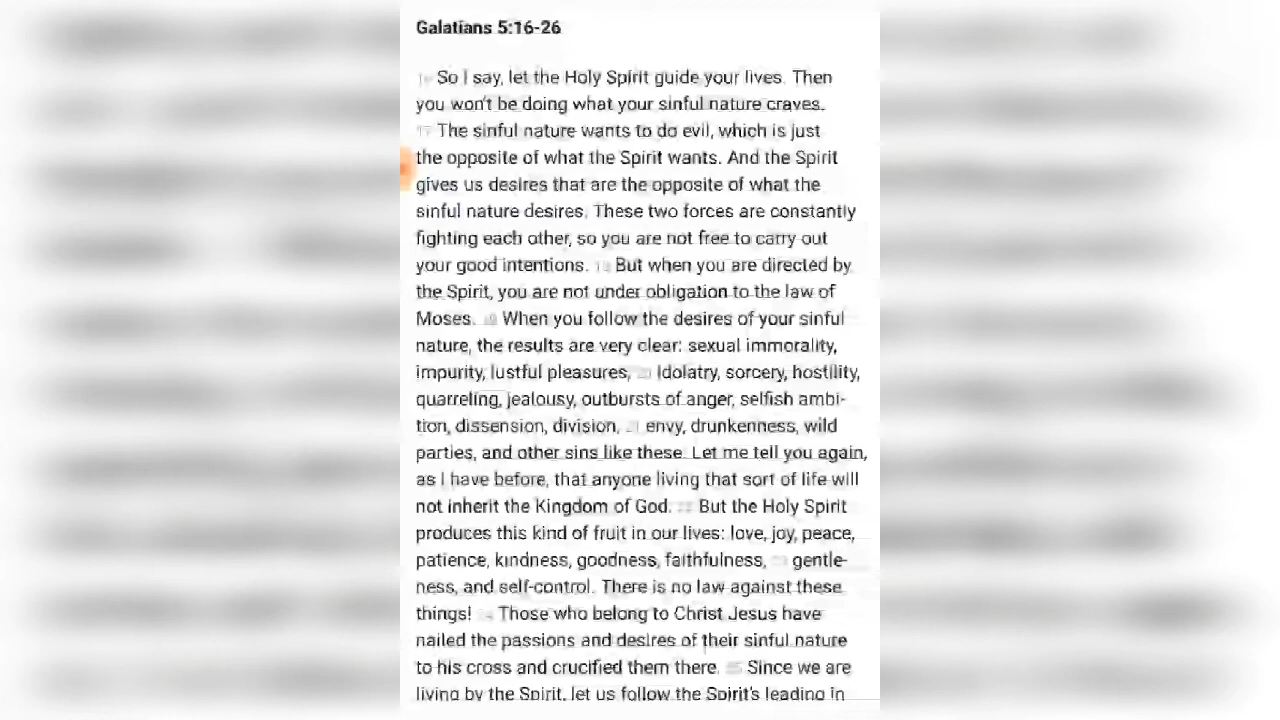 Galatians 5:16-26
So I say, let the Holy Spirit guide your lives. Then
you won't be doing what your sinful nature craves.
The sinful nature wants to do evil, which is just
the opposite of what the Spirit wants. And the Spirit
gives us desires that are the opposite of what the
sinful nature desires. These two forces are constantly
fighting each other, so you are not free to carry out
your good intentions. But when you are directed by
the Spirit, you are not under obligation to the law of
Moses. When you follow the desires of your sinful
nature, the results are very clear: sexual immorality,
impurity, lustful pleasures, idolatry, sorcery, hostility,
quarreling, jealousy, outbursts of anger, selfish ambi-
tion, dissension, division, envy, drunkenness, wild
parties, and other sins like these. Let me tell you again,
as I have before, that anyone living that sort of life will
not inherit the Kingdom of God. But the Holy Spirit
produces this kind of fruit in our lives: love, joy, peace,
patience, kindness, goodness, faithfulness, gentle-
ness, and self-control. There is no law against these
things! Those who belong to Christ Jesus have
nailed the passions and desires of their sinful nature
to his cross and crucified them there. Since we are
living by the Spirit, let us follow the Spirit's leading in